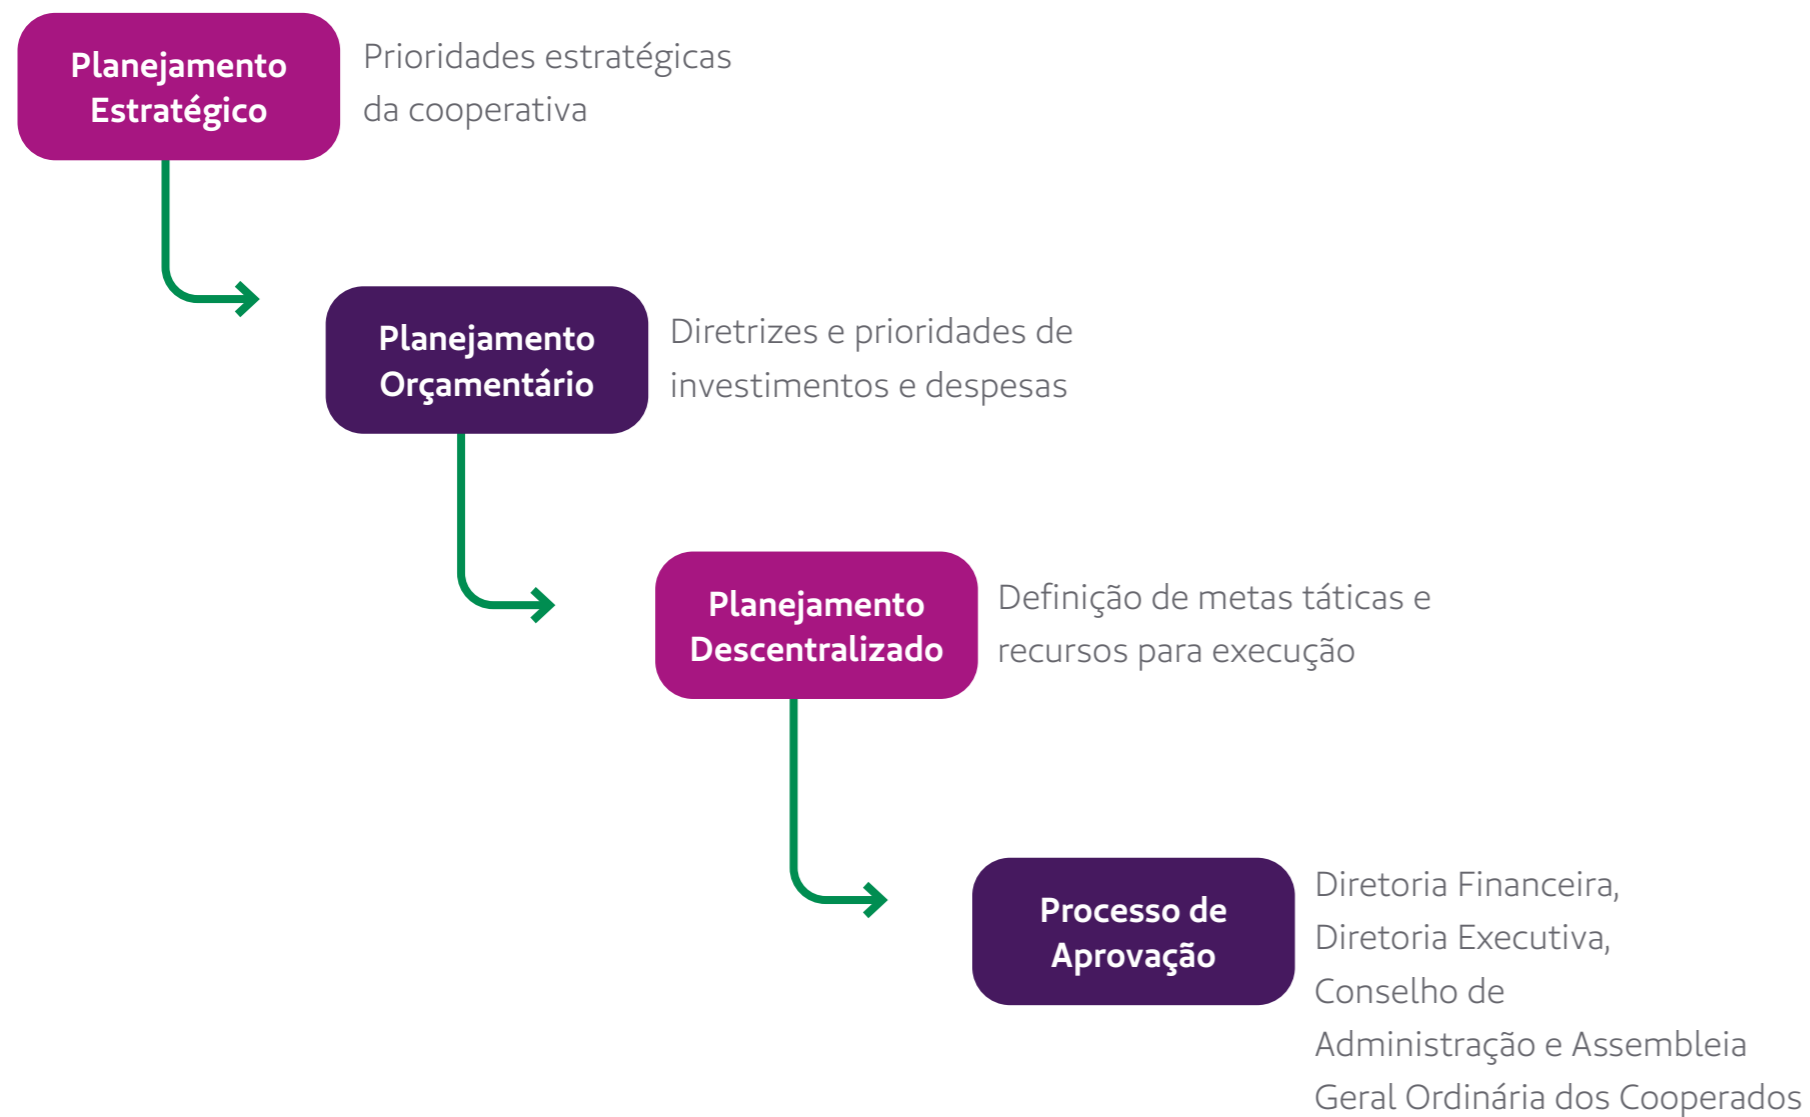 Planejamento
Estratégico
Prioridades estratégicas
da cooperativa
Planejamento
Orçamentário
Diretrizes e prioridades de
investimentos e despesas
Planejamento
Descentralizado
Definição de metas táticas e
recursos para execução
Processo de
Aprovação
Diretoria Financeira,
Diretoria Executiva,
Conselho de
Administração e Assembleia
Geral Ordinária dos Cooperados